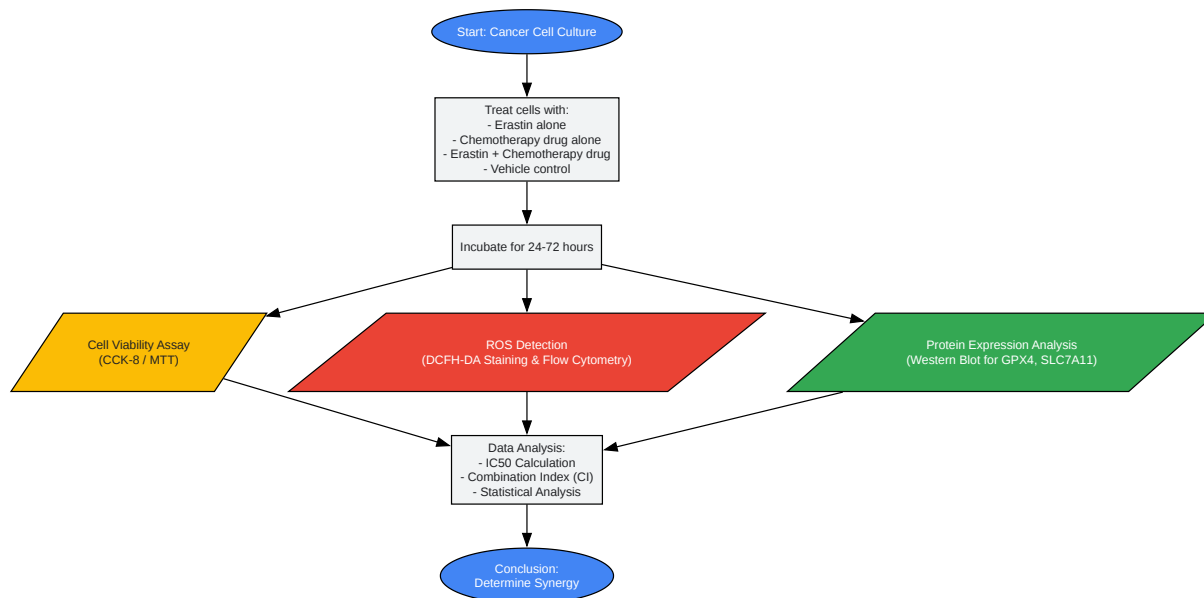 Start: Cancer Cell Culture
Treat cells with:
- Erastin alone
- Chemotherapy drug alone
- Erastin + Chemotherapy drug
- Vehicle control
Incubate for 24-72 hours
Cell Viability Assay
(CCK-8 / MTT)
ROS Detection
(DCFH-DA Staining & Flow Cytometry)
Protein Expression Analysis
(Western Blot for GPX4, SLC7A11)
Data Analysis:
- IC50 Calculation
- Combination Index (CI)
- Statistical Analysis
Conclusion:
Determine Synergy